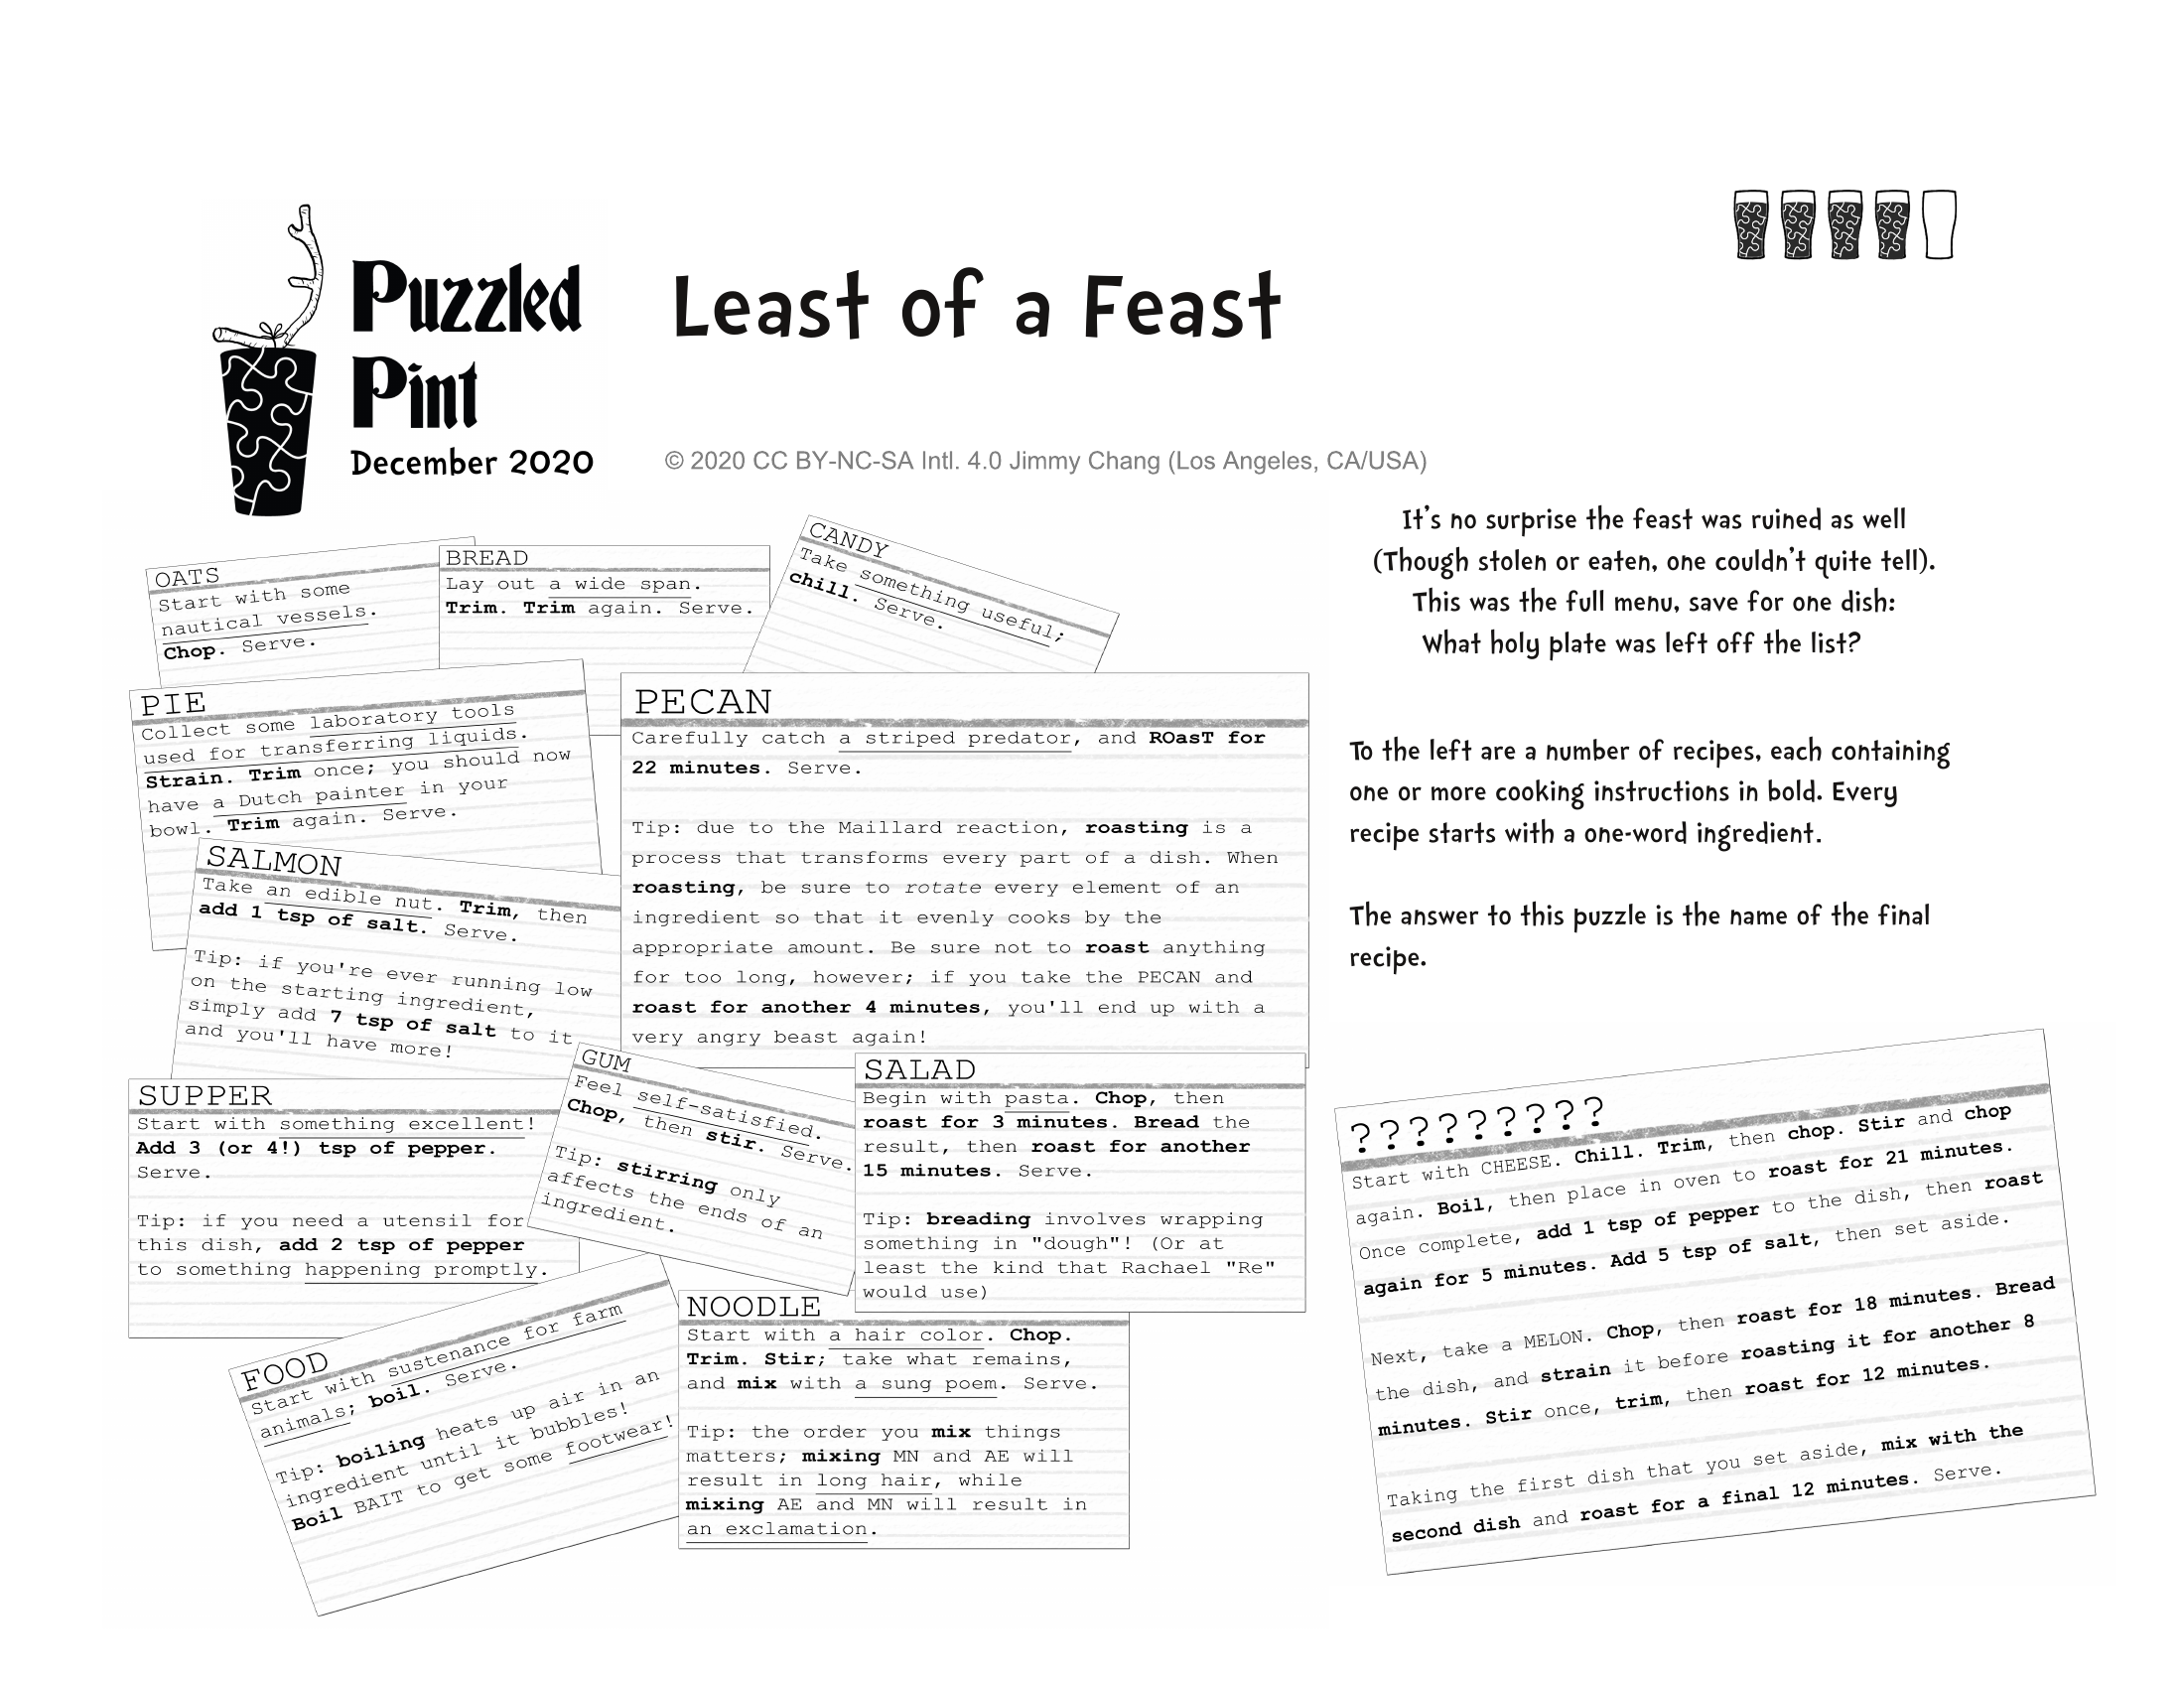 Puzzled
Pint
December 2020
Least of a Feast
© 2020 CC BY-NC-SA Intl. 4.0 Jimmy Chang (Los Angeles, CA/USA)
It's no surprise the feast was ruined as well
(Though stolen or eaten, one couldn't quite tell).
This was the full menu, save for one dish:
What holy plate was left off the list?
To the left are a number of recipes, each containing
one or more cooking instructions in bold. Every
recipe starts with a one-word ingredient.
The answer to this puzzle is the name of the final
recipe.
OATS
Start with some
nautical vessels.
Chop. Serve.
BREAD
Lay out a wide span.
Trim. Trim again. Serve.
CANDY
Take something useful;
chill. Serve.
PIE
Collect some laboratory tools
used for transferring liquids.
Strain. Trim once; you should now
have a Dutch painter in your
bowl. Trim again. Serve.
PECAN
Carefully catch a striped predator, and ROasT for
22 minutes. Serve.
Tip: due to the Maillard reaction, roasting is a
process that transforms every part of a dish. When
roasting, be sure to rotate every element of an
ingredient so that it evenly cooks by the
appropriate amount. Be sure not to roast anything
for too long, however; if you take the PECAN and
roast for another 4 minutes, you'll end up with a
very angry beast again!
SALMON
Take an edible nut. Trim, then
add 1 tsp of salt. Serve.
Tip: if you're ever running low
on the starting ingredient,
simply add 7 tsp of salt to it
and you'll have more!
SUPPER
Start with something excellent!
Add 3 (or 4!) tsp of pepper.
Serve.
Tip: if you need a utensil for
this dish, add 2 tsp of pepper
to something happening promptly.
GUM
Feel self-satisfied.
Chop, then stir. Serve.
Tip: stirring only
affects the ends of an
ingredient.
SALAD
Begin with pasta. Chop, then
roast for 3 minutes. Bread the
result, then roast for another
15 minutes. Serve.
Tip: breading involves wrapping
something in "dough"! (Or at
least the kind that Rachael "Re"
would use)
FOOD
Start with sustenance for farm
animals; boil. Serve.
Tip: boiling heats up air in an
ingredient until it bubbles!
Boil BAIT to get some footwear!
NOODLE
Start with a hair color. Chop.
Trim. Stir; take what remains,
and mix with a sung poem. Serve.
Tip: the order you mix things
matters; mixing MN and AE will
result in long hair, while
mixing AE and MN will result in
an exclamation.
?????????
Start with CHEESE. Chill. Trim, then chop. Stir and chop
again. Boil, then place in oven to roast for 21 minutes.
Once complete, add 1 tsp of pepper to the dish, then roast
again for 5 minutes. Add 5 tsp of salt, then set aside.
Next, take a MELON. Chop, then roast for 18 minutes. Bread
the dish, and strain it before roasting it for another 8
minutes. Stir once, trim, then roast for 12 minutes.
Taking the first dish that you set aside, mix with the
second dish and roast for a final 12 minutes. Serve.